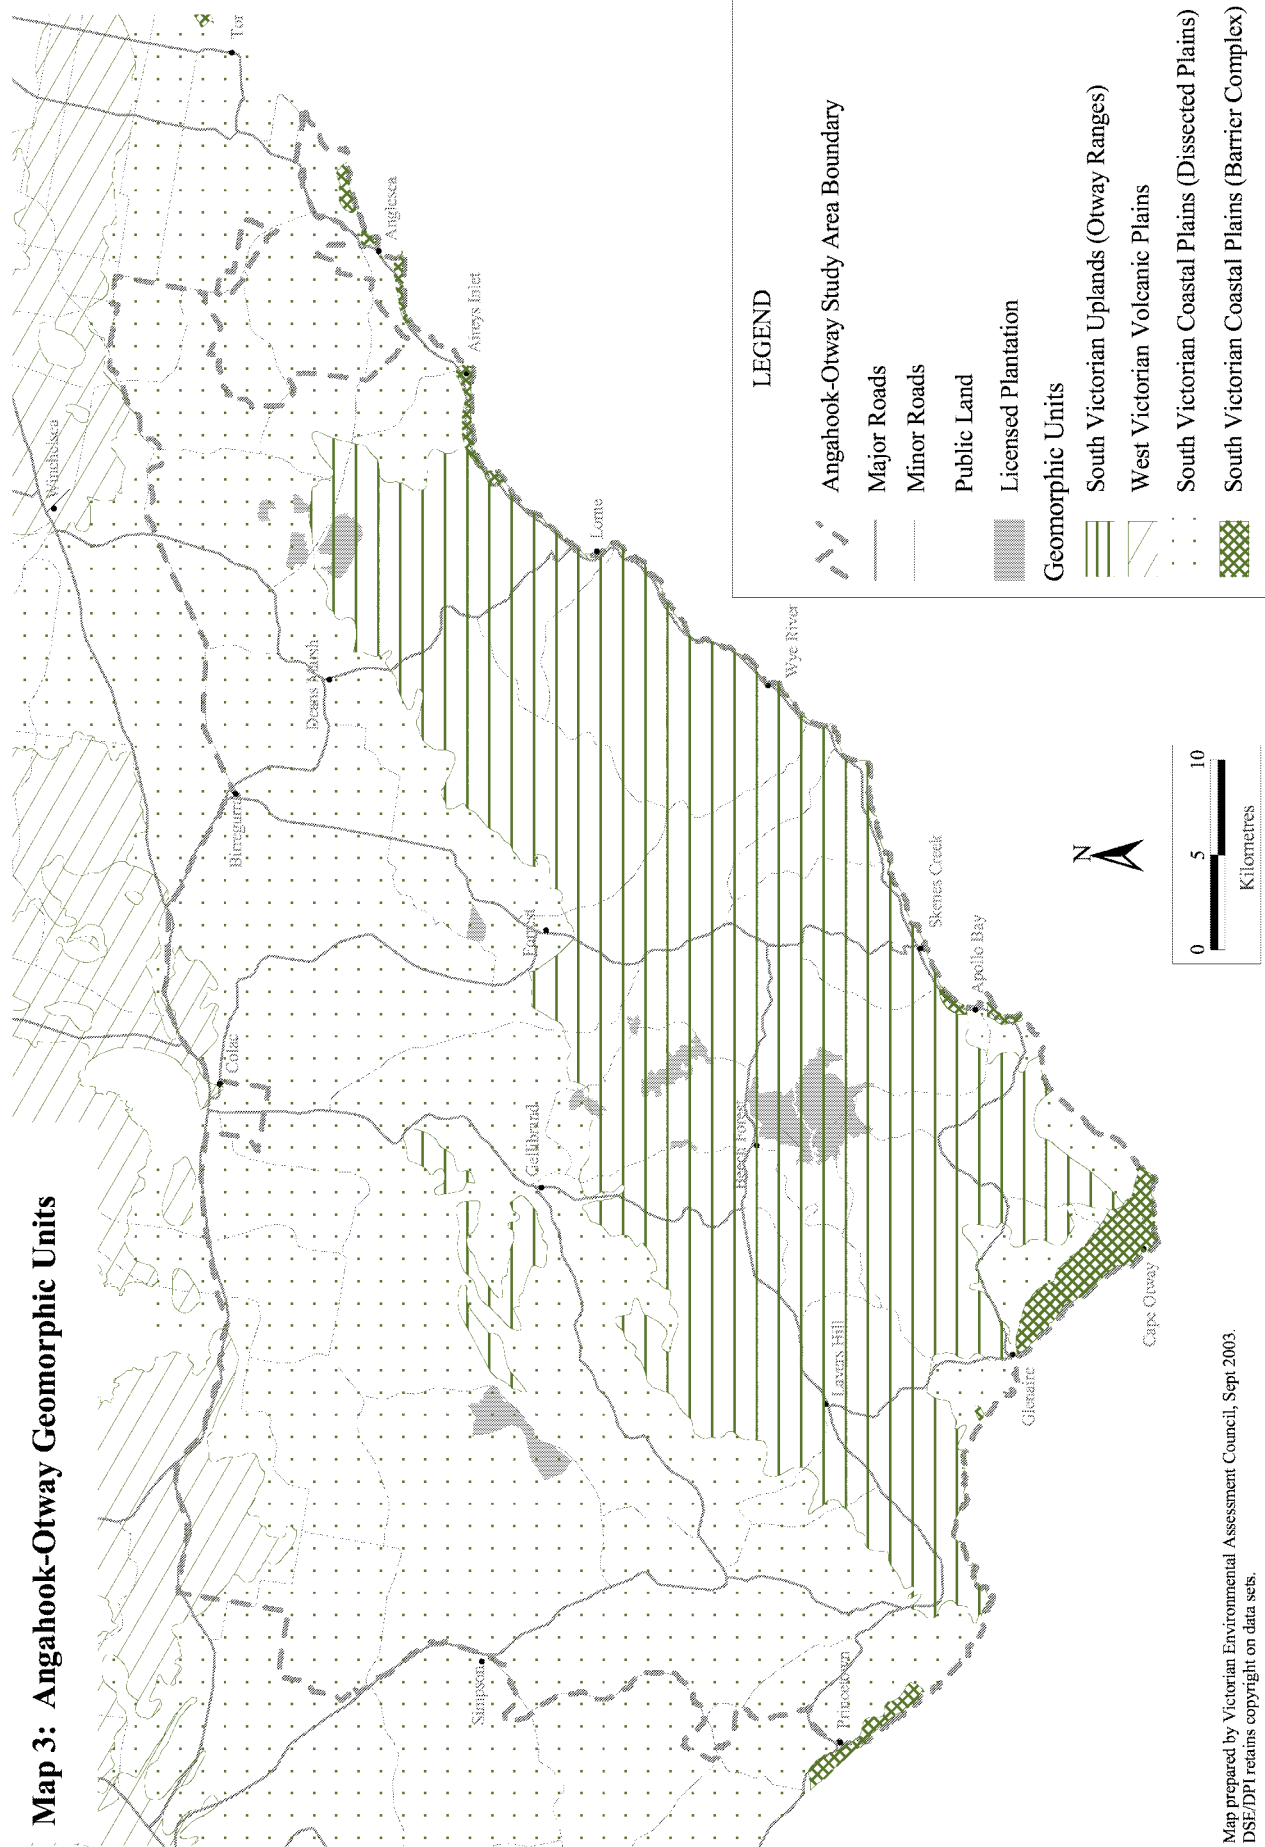 Map 3: Angahook-Otway Geomorphic Units
Tor
Winchelsea
Anglesea
Aireys Inlet
Deans Marsh
Lorne
Birregurra
Wye River
Colac
Forrest
Skenes Creek
Apollo Bay
Gellibrand
Beech Forest
Lavers Hill
Cape Otway
Glenaire
Simpson
Princetown
LEGEND
Angahook-Otway Study Area Boundary
Major Roads
Minor Roads
Public Land
Licensed Plantation
Geomorphic Units
South Victorian Uplands (Otway Ranges)
West Victorian Volcanic Plains
South Victorian Coastal Plains (Dissected Plains)
South Victorian Coastal Plains (Barrier Complex)
N
0 5 10
Kilometres
Map prepared by Victorian Environmental Assessment Council, Sept 2003.
DSE/DPI retains copyright on data sets.